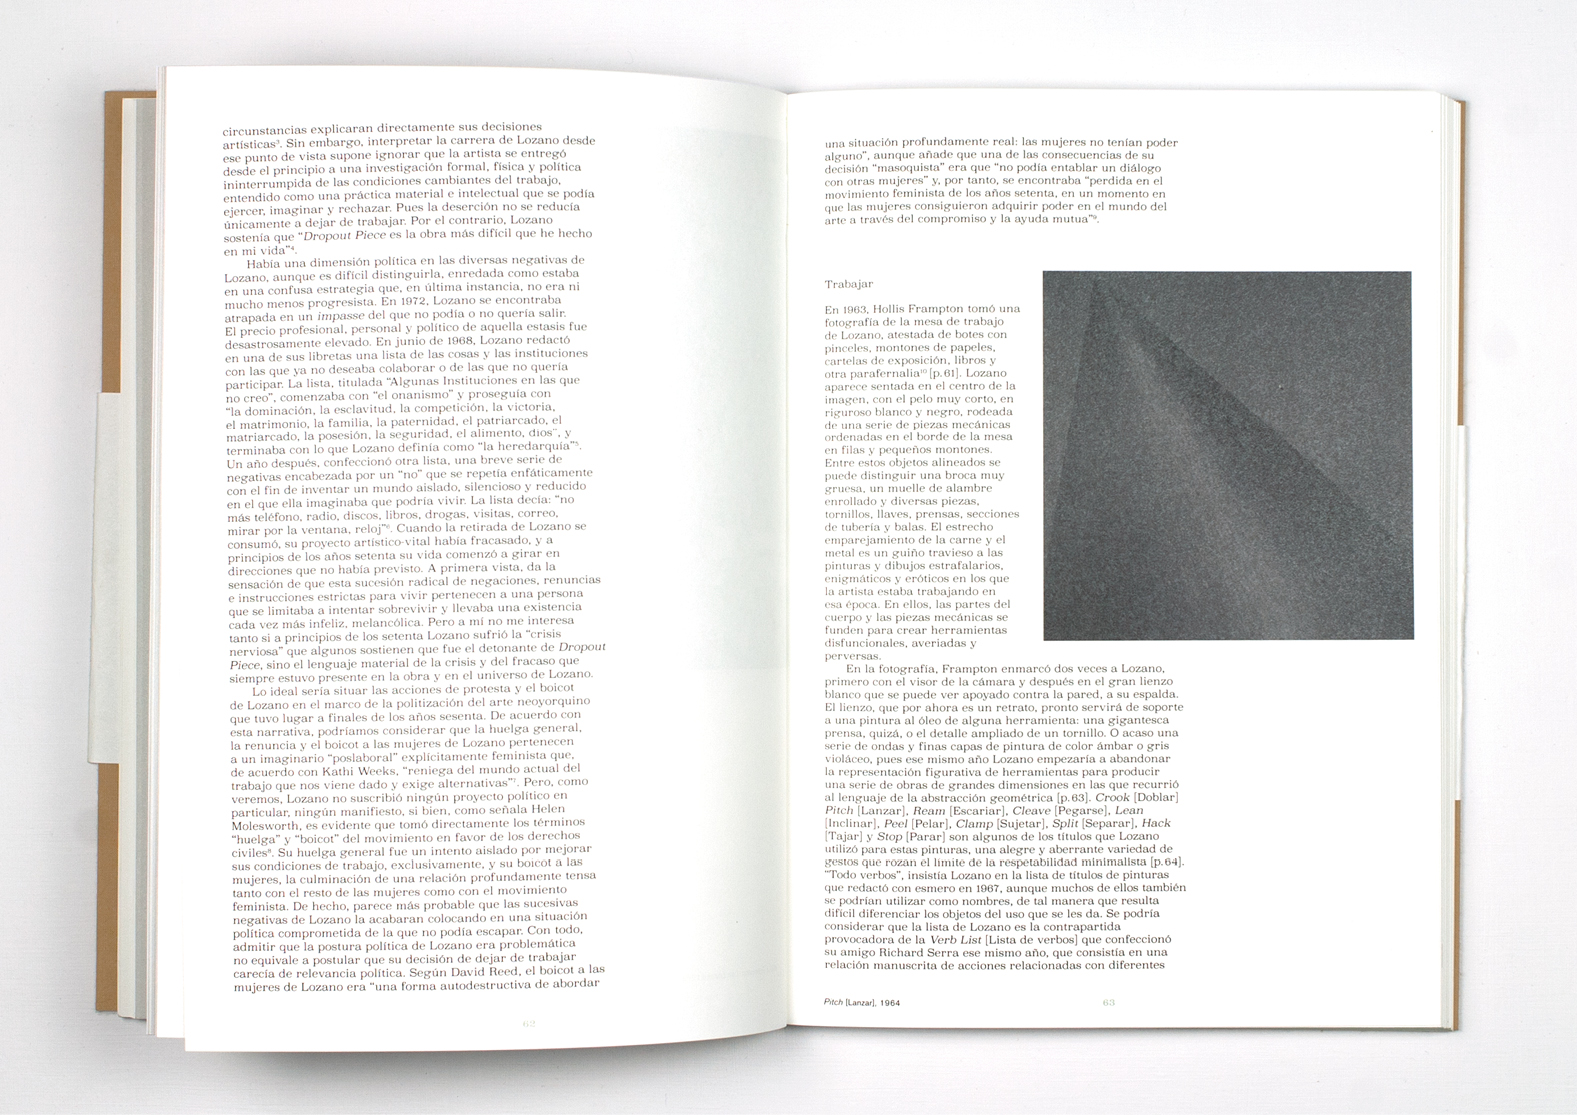 circunstancias explicaran directamente sus decisiones
artísticas³. Sin embargo, interpretar la carrera de Lozano desde
ese punto de vista supone ignorar que la artista se entregó
desde el principio a una investigación formal, física y política
ininterrumpida de las condiciones cambiantes del trabajo,
entendido como una práctica material e intelectual que se podía
ejercer, imaginar y rechazar. Pues la deserción no se reducía
únicamente a dejar de trabajar. Por el contrario, Lozano
sostenía que “Dropout Piece es la obra más difícil que he hecho
en mi vida”⁴.
Había una dimensión política en las diversas negativas de
Lozano, aunque es difícil distinguirla, enredada como estaba
en una confusa estrategia que, en última instancia, no era ni
mucho menos progresista. En 1972, Lozano se encontraba
atrapada en un impasse del que no podía o no quería salir.
El precio profesional, personal y político de aquella estasis fue
desastrosamente elevado. En junio de 1968, Lozano redactó
en una de sus libretas una lista de las cosas y las instituciones
con las que ya no deseaba colaborar o de las que no quería
participar. La lista, titulada “Algunas Instituciones en las que
no creo”, comenzaba con “el onanismo” y proseguía con
“la dominación, la esclavitud, la competición, la victoria,
el matrimonio, la familia, la paternidad, el patriarcado, el
matriarcado, la posesión, la seguridad, el alimento, dios”, y
terminaba con lo que Lozano definía como “la heredarquía”⁵.
Un año después, confeccionó otra lista, una breve serie de
negativas encabezada por un “no” que se repetía enfáticamente
con el fin de inventar un mundo aislado, silencioso y reducido
en el que ella imaginaba que podría vivir. La lista decía: “no
más teléfono, radio, discos, libros, drogas, visitas, correo,
mirar por la ventana, reloj”⁶. Cuando la retirada de Lozano se
consumó, su proyecto artístico-vital había fracasado, y a
principios de los años setenta su vida comenzó a girar en
direcciones que no había previsto. A primera vista, da la
sensación de que esta sucesión radical de negaciones, renuncias
e instrucciones estrictas para vivir pertenecen a una persona
que se limitaba a intentar sobrevivir y llevaba una existencia
cada vez más infeliz, melancólica. Pero a mí no me interesa
tanto si a principios de los setenta Lozano sufrió la “crisis
nerviosa” que algunos sostienen que fue el detonante de Dropout
Piece, sino el lenguaje material de la crisis y del fracaso que
siempre estuvo presente en la obra y en el universo de Lozano.
Lo ideal sería situar las acciones de protesta y el boicot
de Lozano en el marco de la politización del arte neoyorquino
que tuvo lugar a finales de los años sesenta. De acuerdo con
esta narrativa, podríamos considerar que la huelga general,
la renuncia y el boicot a las mujeres de Lozano pertenecen
a un imaginario “poslaboral” explícitamente feminista que,
de acuerdo con Kathi Weeks, “reniega del mundo actual del
trabajo que nos viene dado y exige alternativas”⁷. Pero, como
veremos, Lozano no suscribió ningún proyecto político en
particular, ningún manifiesto, si bien, como señala Helen
Molesworth, es evidente que tomó directamente los términos
“huelga” y “boicot” del movimiento en favor de los derechos
civiles⁸. Su huelga general fue un intento aislado por mejorar
sus condiciones de trabajo, exclusivamente, y su boicot a las
mujeres, la culminación de una relación profundamente tensa
tanto con el resto de las mujeres como con el movimiento
feminista. De hecho, parece más probable que las sucesivas
negativas de Lozano la acabaran colocando en una situación
política comprometida de la que no podía escapar. Con todo,
admitir que la postura política de Lozano era problemática
no equivale a postular que su decisión de dejar de trabajar
carecía de relevancia política. Según David Reed, el boicot a las
mujeres de Lozano era “una forma autodestructiva de abordar
62
una situación profundamente real: las mujeres no tenían poder
alguno”, aunque añade que una de las consecuencias de su
decisión “masoquista” era que “no podía entablar un diálogo
con otras mujeres” y, por tanto, se encontraba “perdida en el
movimiento feminista de los años setenta, en un momento en
que las mujeres consiguieron adquirir poder en el mundo del
arte a través del compromiso y la ayuda mutua”⁹.
Trabajar
En 1963, Hollis Frampton tomó una
fotografía de la mesa de trabajo
de Lozano, atestada de botes con
pinceles, montones de papeles,
cartelas de exposición, libros y
otra parafernalia¹⁰ [p. 61]. Lozano
aparece sentada en el centro de la
imagen, con el pelo muy corto, en
riguroso blanco y negro, rodeada
de una serie de piezas mecánicas
ordenadas en el borde de la mesa
en filas y pequeños montones.
Entre estos objetos alineados se
puede distinguir una broca muy
gruesa, un muelle de alambre
enrollado y diversas piezas,
tornillos, llaves, prensas, secciones
de tubería y balas. El estrecho
emparejamiento de la carne y el
metal es un guiño travieso a las
pinturas y dibujos estrafalarios,
enigmáticos y eróticos en los que
la artista estaba trabajando en
esa época. En ellos, las partes del
cuerpo y las piezas mecánicas se
funden para crear herramientas
disfuncionales, averiadas y
perversas.
En la fotografía, Frampton enmarcó dos veces a Lozano,
primero con el visor de la cámara y después en el gran lienzo
blanco que se puede ver apoyado contra la pared, a su espalda.
El lienzo, que por ahora es un retrato, pronto servirá de soporte
a una pintura al óleo de alguna herramienta: una gigantesca
prensa, quizá, o el detalle ampliado de un tornillo. O acaso una
serie de ondas y finas capas de pintura de color ámbar o gris
violáceo, pues ese mismo año Lozano empezaría a abandonar
la representación figurativa de herramientas para producir
una serie de obras de grandes dimensiones en las que recurrió
al lenguaje de la abstracción geométrica [p. 63]. Crook [Doblar]
Pitch [Lanzar], Ream [Escariar], Cleave [Pegarse], Lean
[Inclinar], Peel [Pelar], Clamp [Sujetar], Split [Separar], Hack
[Tajar] y Stop [Parar] son algunos de los títulos que Lozano
utilizó para estas pinturas, una alegre y aberrante variedad de
gestos que rozan el límite de la respetabilidad minimalista [p. 64].
“Todo verbos”, insistía Lozano en la lista de títulos de pinturas
que redactó con esmero en 1967, aunque muchos de ellos también
se podrían utilizar como nombres, de tal manera que resulta
difícil diferenciar los objetos del uso que se les da. Se podría
considerar que la lista de Lozano es la contrapartida
provocadora de la Verb List [Lista de verbos] que confeccionó
su amigo Richard Serra ese mismo año, que consistía en una
relación manuscrita de acciones relacionadas con diferentes
Pitch [Lanzar], 1964
63